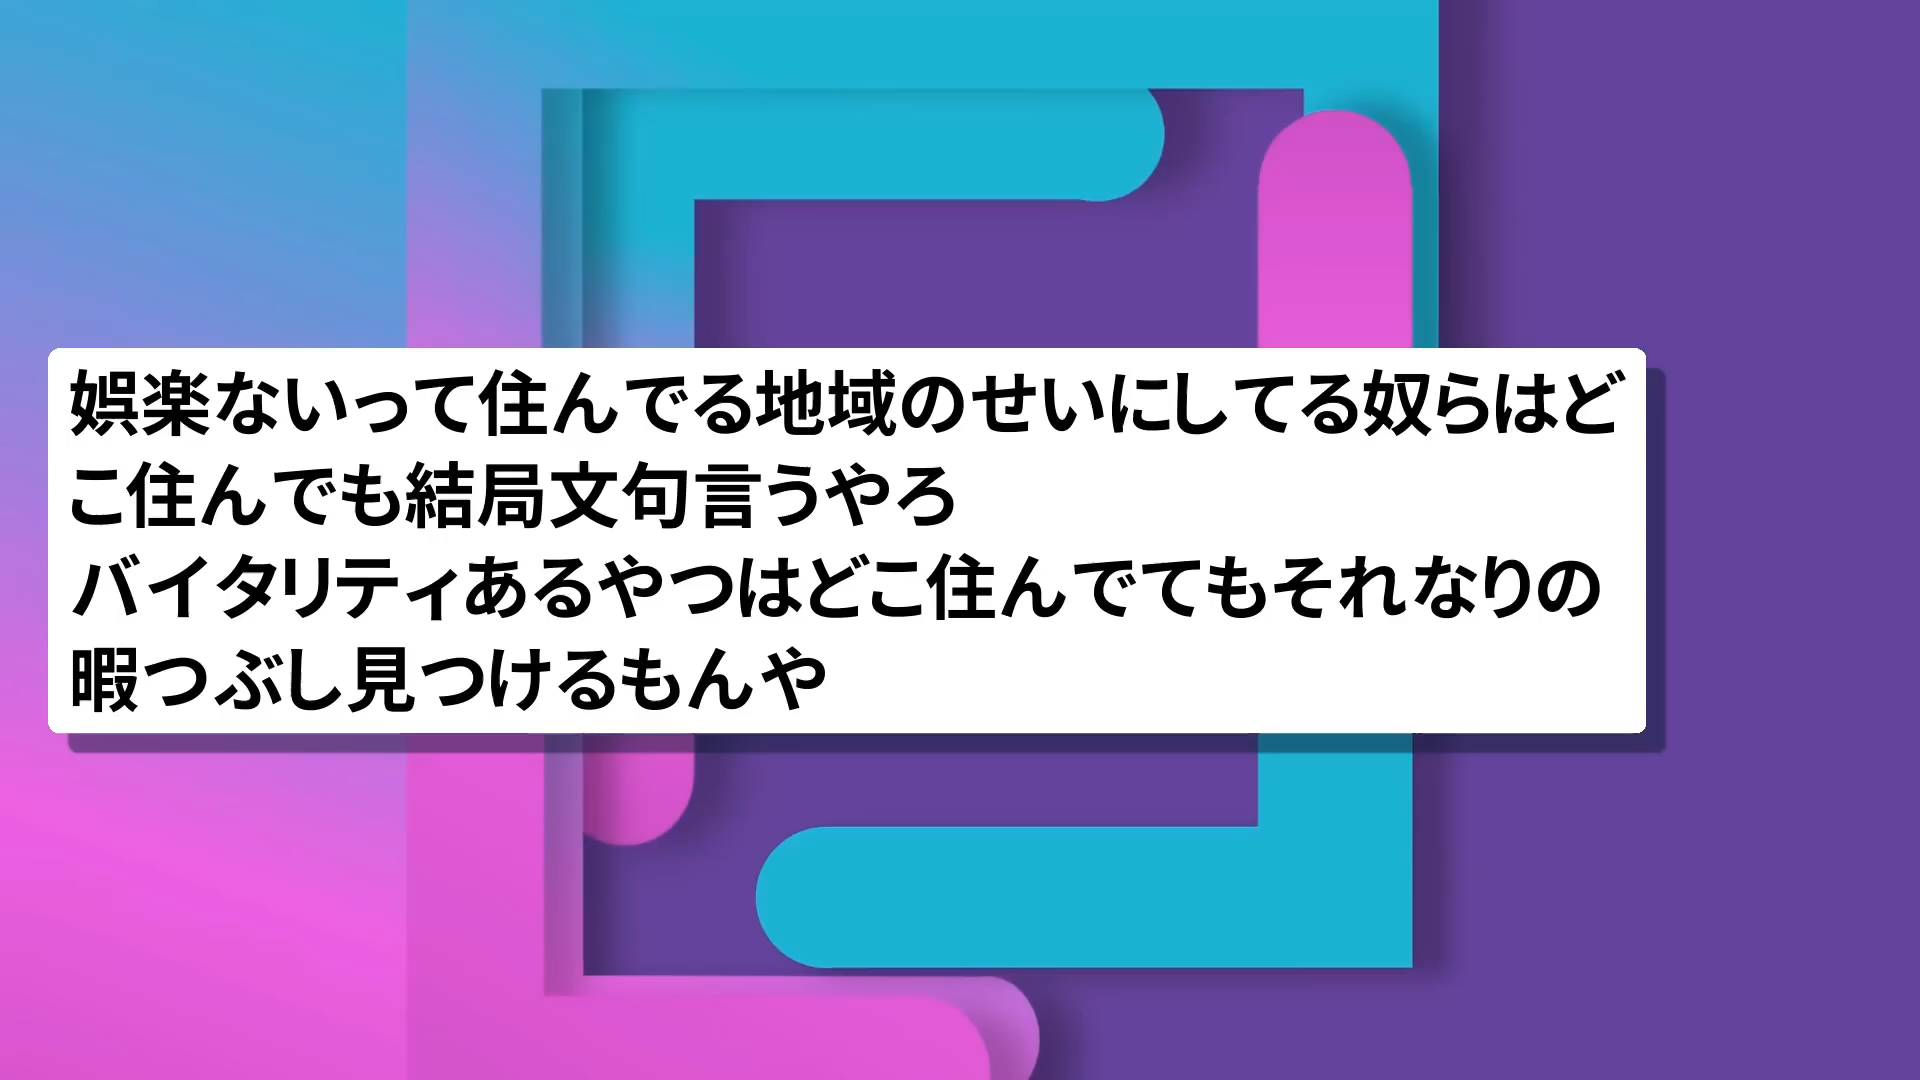 娯楽ないって住んでる地域のせいにしてる奴らはど
こ住んでも結局文句言うやろ
バイタリティあるやつはどこ住んでてもそれなりの
暇つぶし見つけるもんや